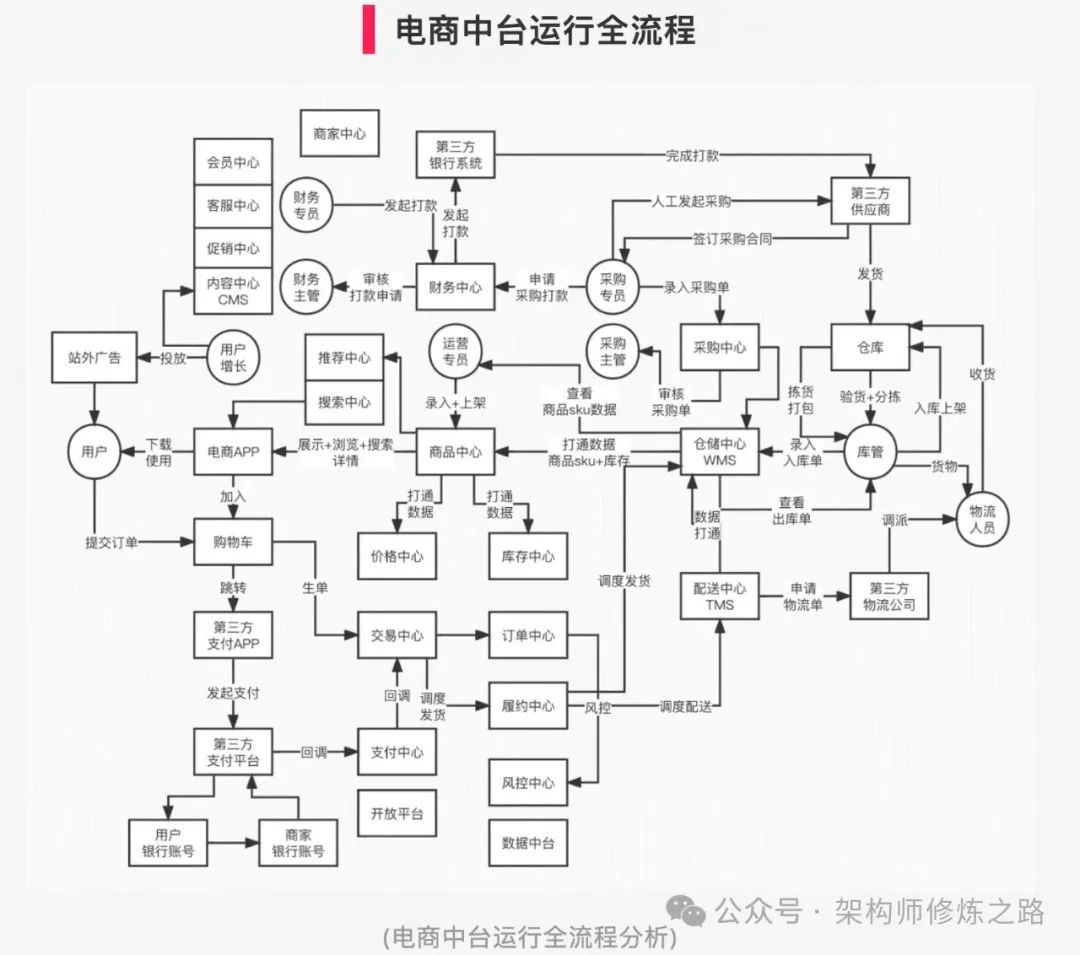 电商中台运行全流程
商家中心
会员中心
客服中心
促销中心
内容中心
CMS
财务
专员
发起打款
第三方
银行系统
发起
打款
完成打款
第三方
供应商
人工发起采购
签订采购合同
发货
财务
主管
审核
打款申请
财务中心
申请
采购打款
采购
专员
录入采购单
站外广告
投放
用户
增长
推荐中心
搜索中心
运营
专员
录入+上架
查看
商品sku数据
采购
主管
审核
采购单
采购中心
仓库
拣货
打包
验货+分拣
入库上架
收货
用户
下载
使用
电商APP
展示+浏览+搜索
详情
商品中心
打通数据
商品sku+库存
仓储中心
WMS
录入
入库单
库管
货物
加入
打通
数据
打通
数据
数据
打通
查看
出库单
调派
物流
人员
提交订单
购物车
价格中心
库存中心
跳转
生单
调度发货
配送中心
TMS
申请
物流单
第三方
物流公司
第三方
支付APP
交易中心
订单中心
发起支付
回调
调度
发货
履约中心
风控
调度配送
第三方
支付平台
回调
支付中心
风控中心
开放平台
用户
银行账号
商家
银行账号
数据中台
公众号 · 架构师修炼之路
(电商中台运行全流程分析)